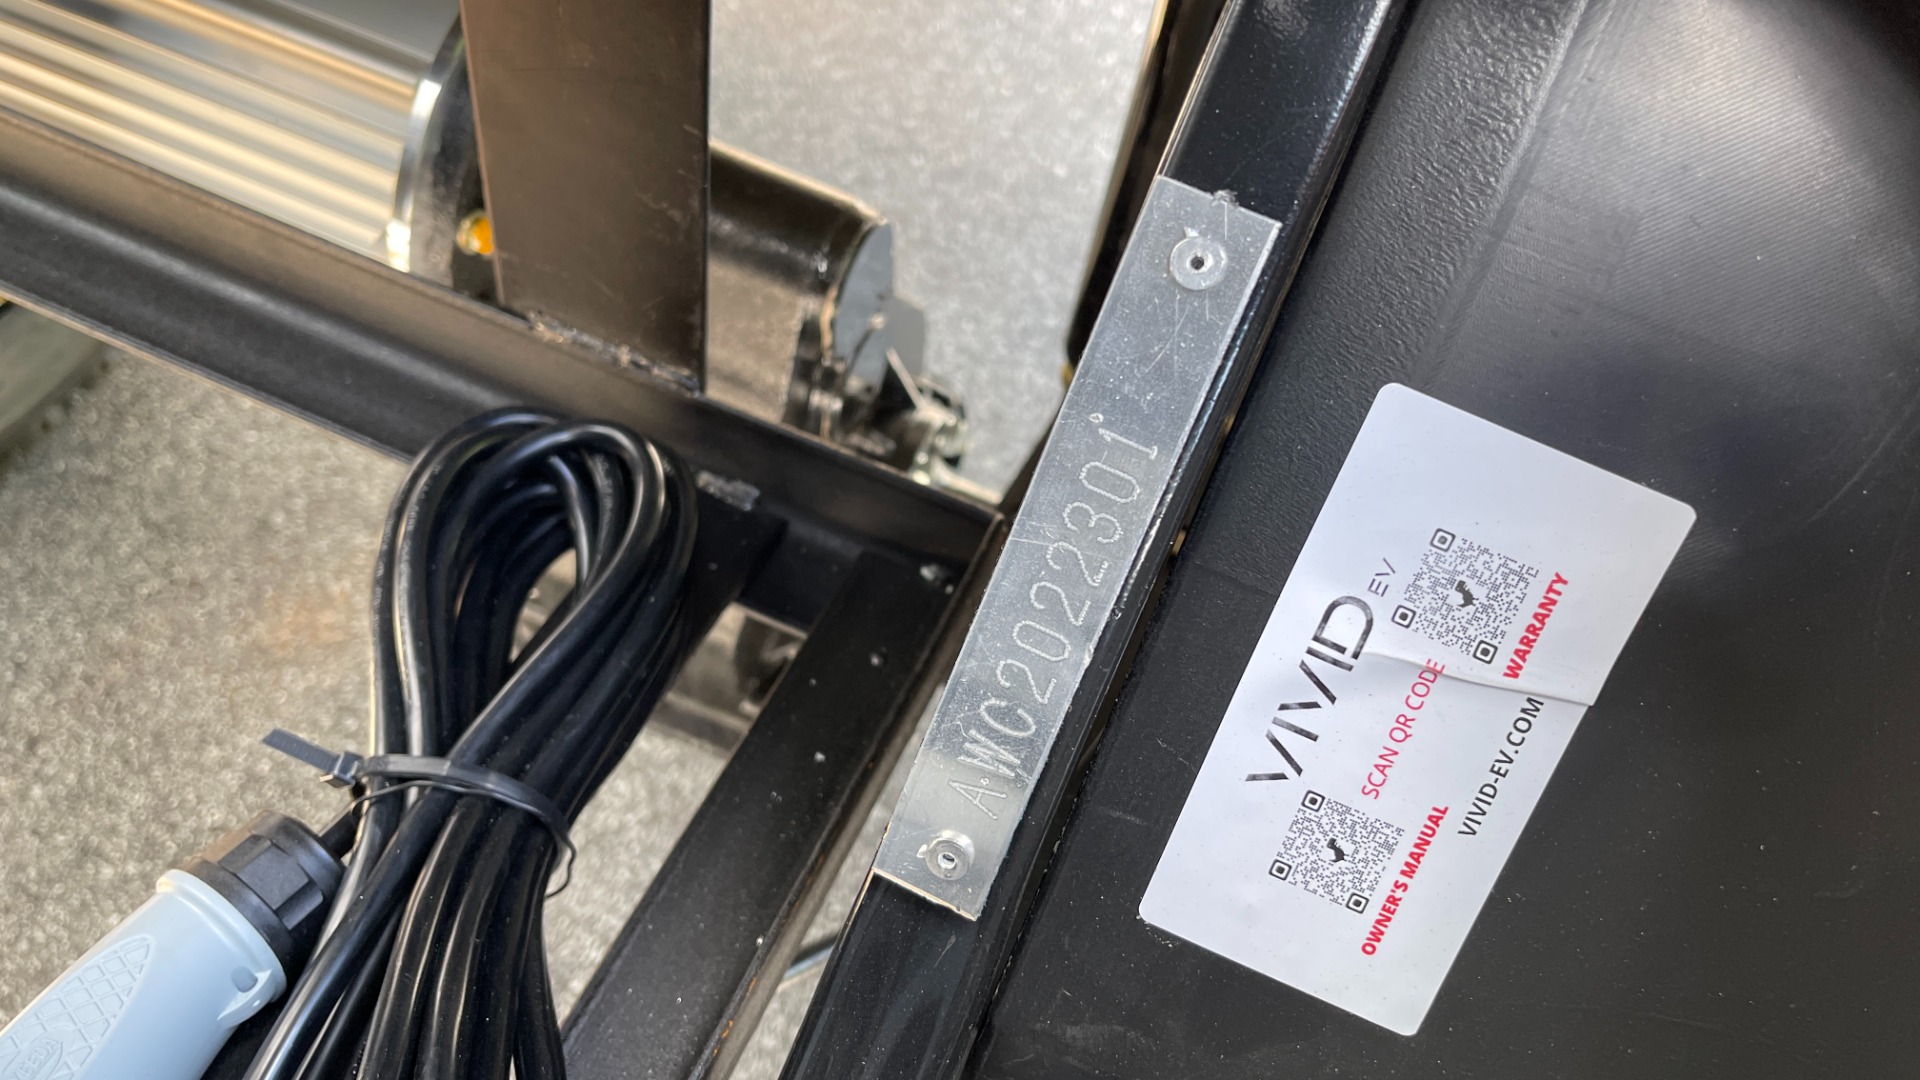 AWC2022301
VIVID EV
SCAN QR CODE
OWNER'S MANUAL
WARRANTY
VIVID-EV.COM